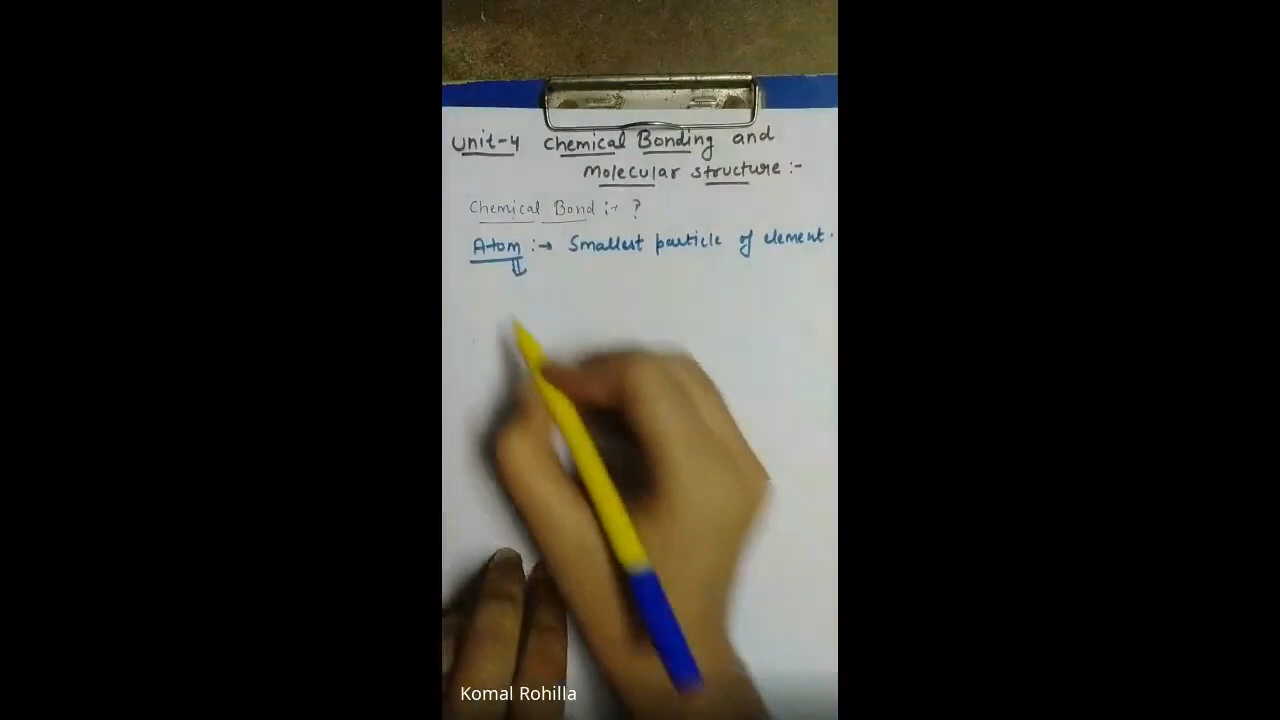 Unit-4 Chemical Bonding and
Molecular structure :-
Chemical Bond :- ?
Atom :→ Smallest particle of element.
Komal Rohilla